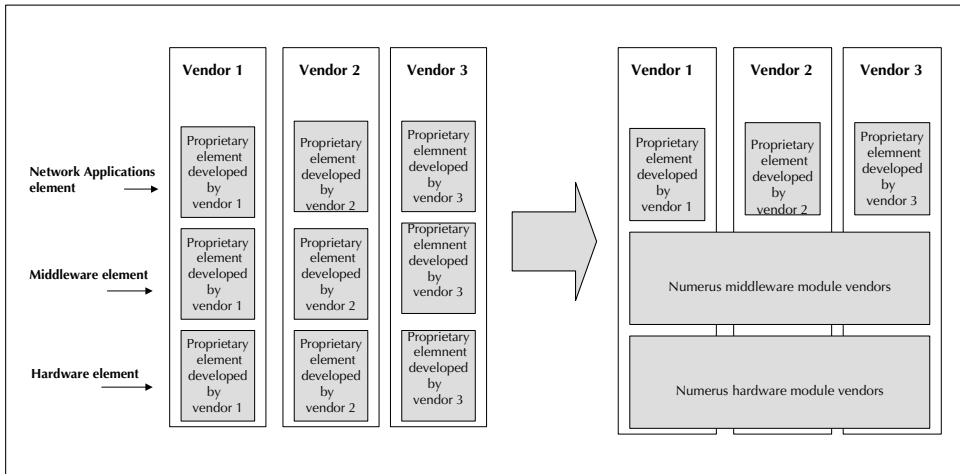 Vendor 1
Vendor 2
Vendor 3
Network Applications
element
Proprietary
element
developed
by
vendor 1
Proprietary
element
developed
by
vendor 2
Proprietary
elemnent
developed
by
vendor 3
Middleware element
Proprietary
element
developed
by
vendor 1
Proprietary
element
developed
by
vendor 2
Proprietary
elemnent
developed
by
vendor 3
Hardware element
Proprietary
element
developed
by
vendor 1
Proprietary
element
developed
by
vendor 2
Proprietary
elemnent
developed
by
vendor 3
Vendor 1
Vendor 2
Vendor 3
Proprietary
element
developed
by
vendor 1
Proprietary
element
developed
by
vendor 2
Proprietary
elemnent
developed
by
vendor 3
Numerus middleware module vendors
Numerus hardware module vendors